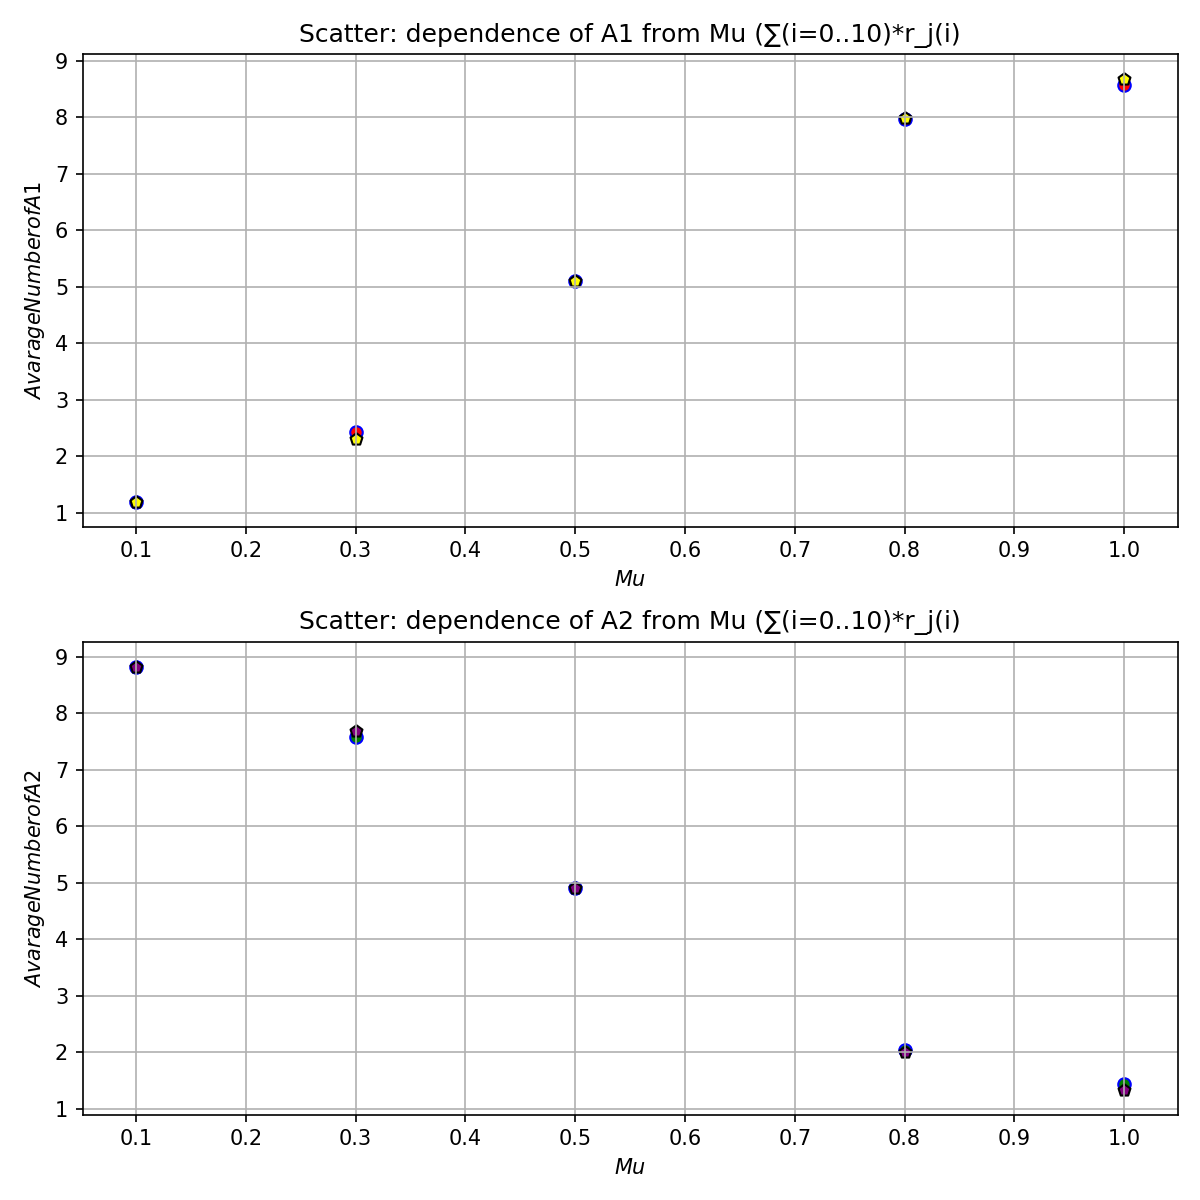 Scatter: dependence of A1 from Mu (∑(i=0..10)*r_j(i)
9
8
7
6
5
4
3
2
1
AvarageNumberofA1
0.1 0.2 0.3 0.4 0.5 0.6 0.7 0.8 0.9 1.0
Mu
Scatter: dependence of A2 from Mu (∑(i=0..10)*r_j(i)
9
8
7
6
5
4
3
2
1
AvarageNumberofA2
0.1 0.2 0.3 0.4 0.5 0.6 0.7 0.8 0.9 1.0
Mu